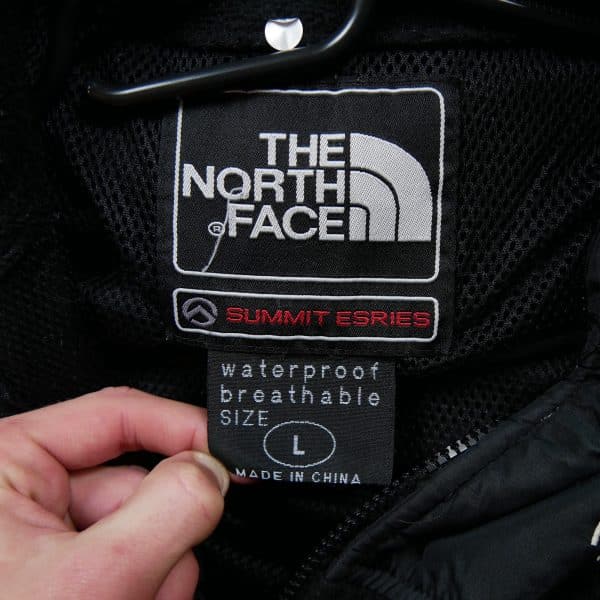 THE
NORTH
FACE
®
SUMMIT ESRIES
waterproof
breathable
SIZE
L
MADE IN CHINA